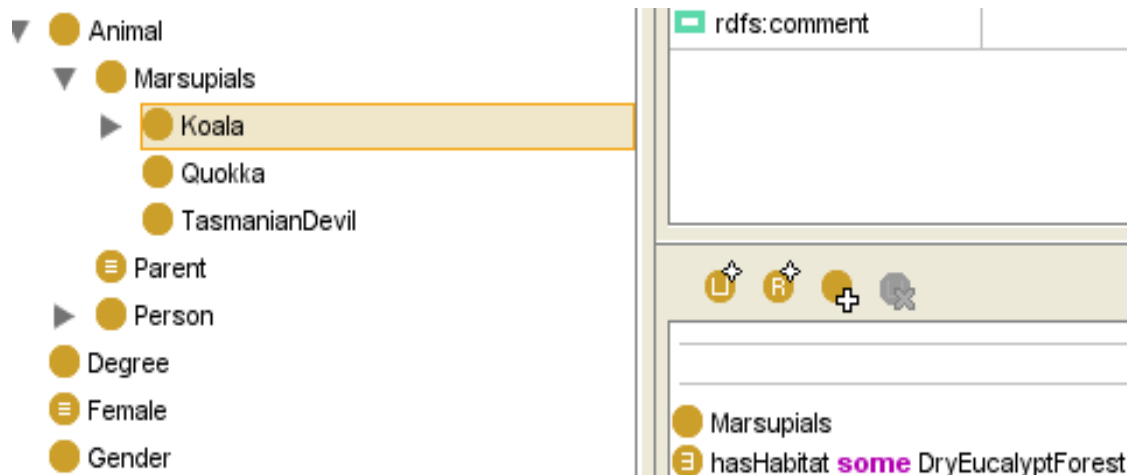 Animal
Marsupials
Koala
Quokka
TasmanianDevil
Parent
Person
Degree
Female
Gender
rdfs:comment
Marsupials
hasHabitat some DryEucalyptForest